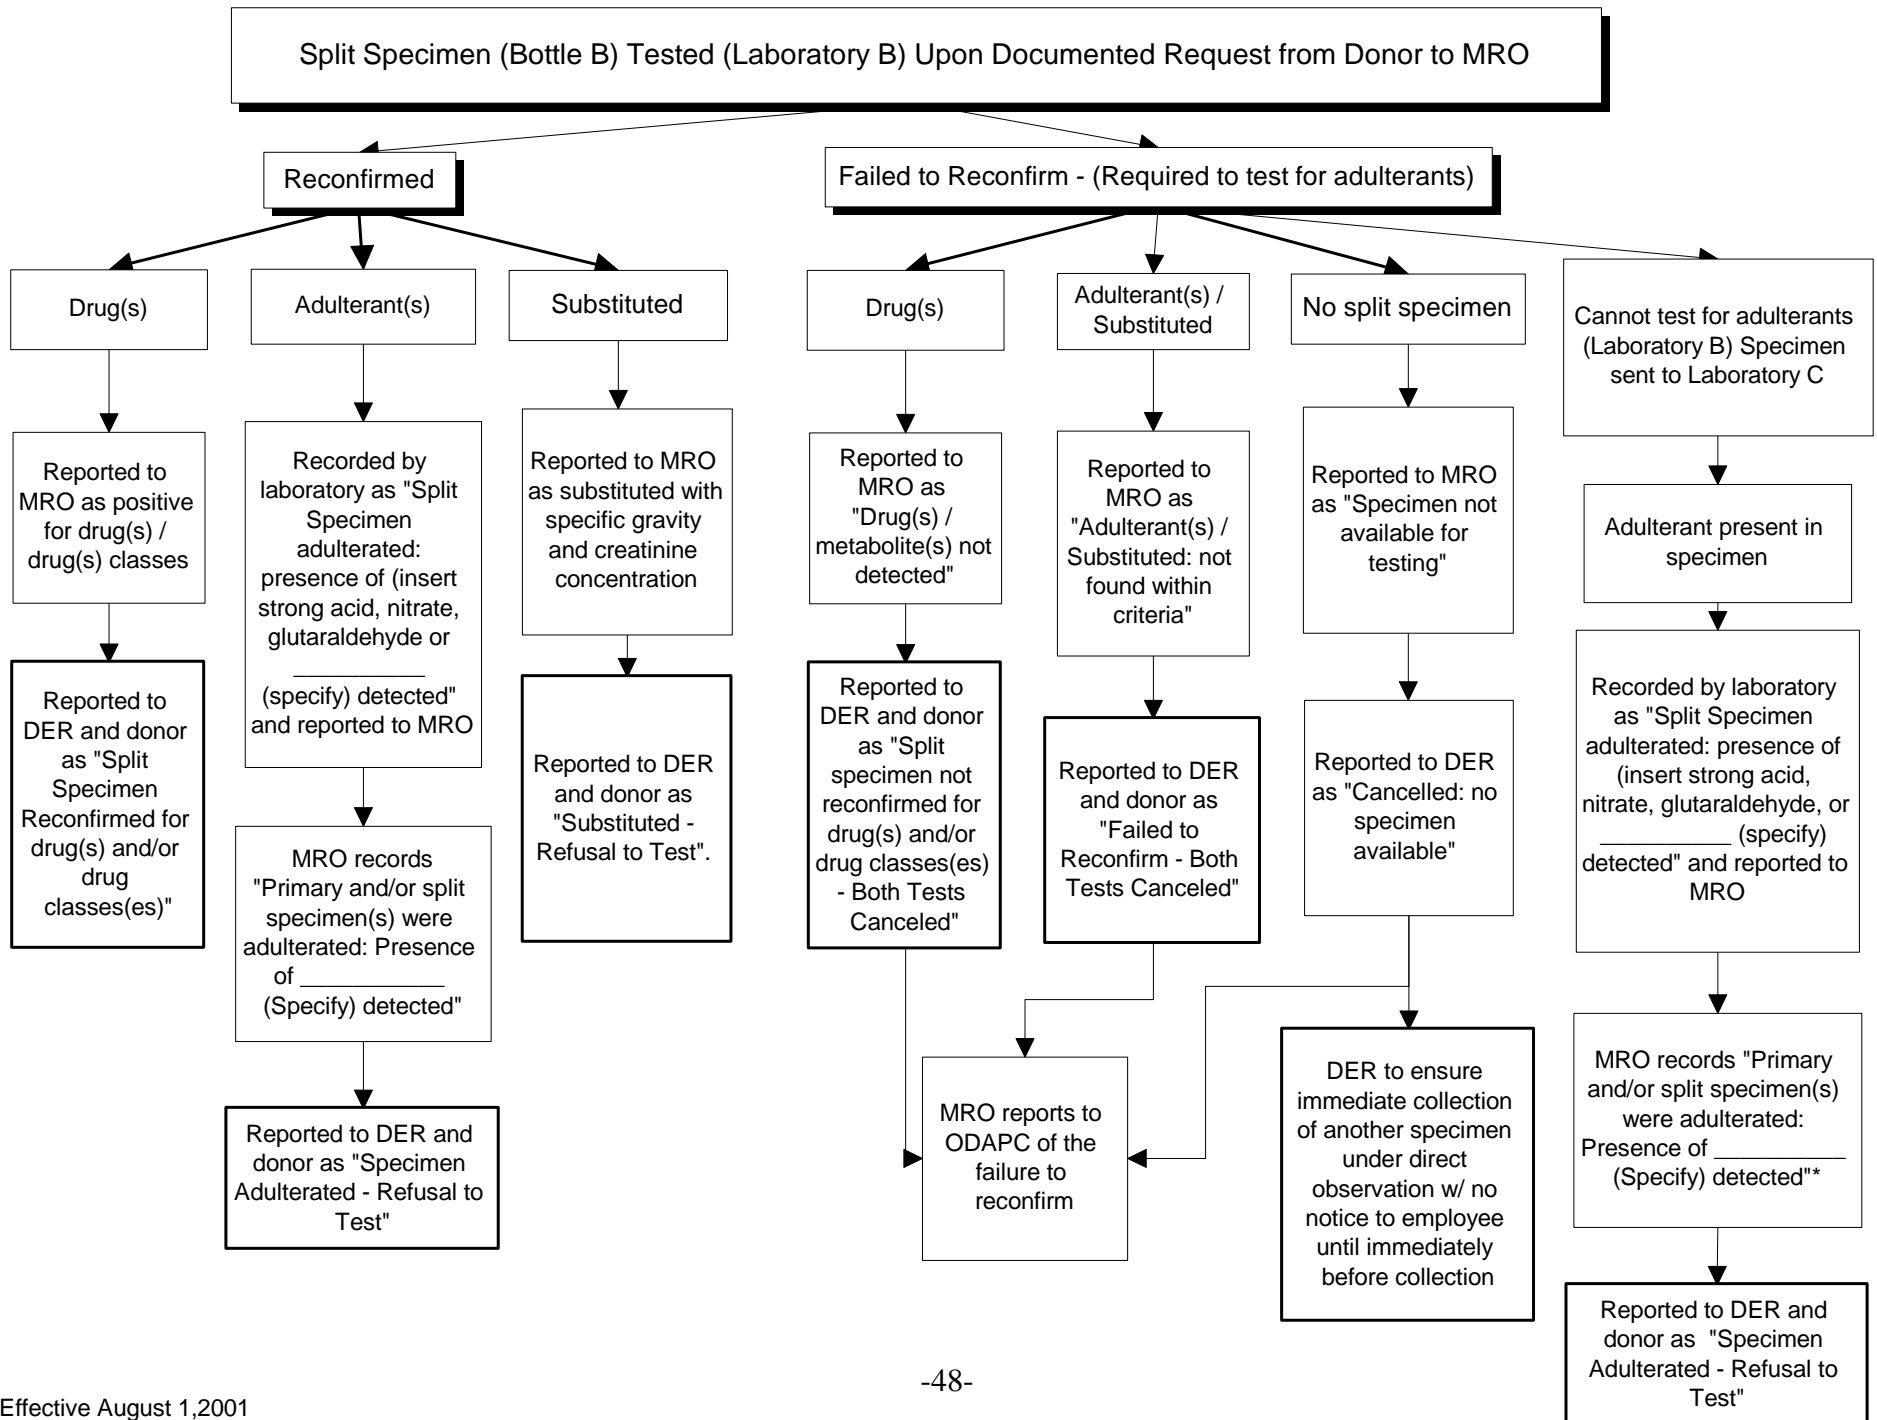 Split Specimen (Bottle B) Tested (Laboratory B) Upon Documented Request from Donor to MRO
Reconfirmed
Failed to Reconfirm - (Required to test for adulterants)
Drug(s)
Adulterant(s)
Substituted
Drug(s)
Adulterant(s) /
Substituted
No split specimen
Cannot test for adulterants
(Laboratory B) Specimen
sent to Laboratory C
Reported to
MRO as positive
for drug(s) /
drug(s) classes
Recorded by
laboratory as "Split
Specimen
adulterated:
presence of (insert
strong acid, nitrate,
glutaraldehyde or
___________
(specify) detected"
and reported to MRO
Reported to MRO
as substituted with
specific gravity
and creatinine
concentration
Reported to
MRO as
"Drug(s) /
metabolite(s) not
detected"
Reported to
MRO as
"Adulterant(s) /
Substituted: not
found within
criteria"
Reported to MRO
as "Specimen not
available for
testing"
Adulterant present in
specimen
Reported to
DER and donor
as "Split
Specimen
Reconfirmed for
drug(s) and/or
drug
classes(es)"
MRO records
"Primary and/or split
specimen(s) were
adulterated: Presence
of ____________
(Specify) detected"
Reported to DER
and donor as
"Substituted -
Refusal to Test".
Reported to
DER and donor
as "Split
specimen not
reconfirmed for
drug(s) and/or
drug classes(es)
- Both Tests
Canceled"
Reported to DER
and donor as
"Failed to
Reconfirm - Both
Tests Canceled"
Reported to DER
as "Cancelled: no
specimen
available"
Recorded by laboratory
as "Split Specimen
adulterated: presence of
(insert strong acid,
nitrate, glutaraldehyde, or
___________ (specify)
detected" and reported to
MRO
Reported to DER and
donor as "Specimen
Adulterated - Refusal to
Test"
MRO reports to
ODAPC of the
failure to
reconfirm
DER to ensure
immediate collection
of another specimen
under direct
observation w/ no
notice to employee
until immediately
before collection
MRO records "Primary
and/or split specimen(s)
were adulterated:
Presence of ___________
(Specify) detected"*
Reported to DER and
donor as "Specimen
Adulterated - Refusal to
Test"
-48-
Effective August 1,2001